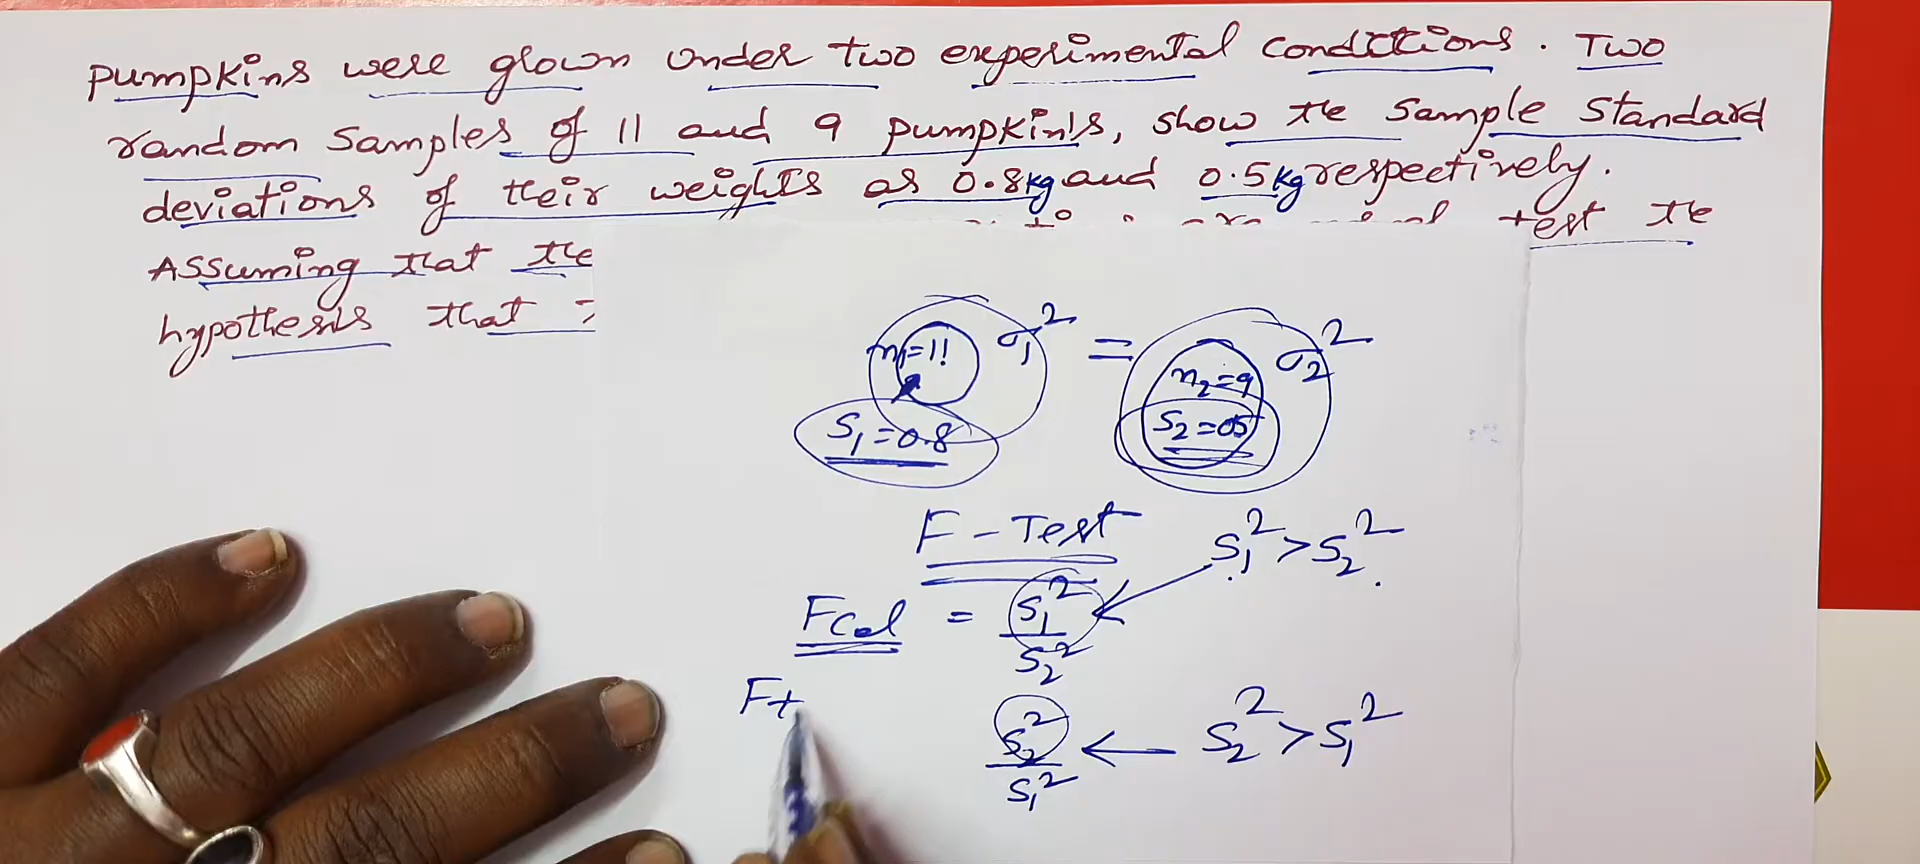 pumpkins were grown under two experimental conditions. Two
random samples of 11 and 9 pumpkins, show the sample standard
deviations of their weights as 0.8kg and 0.5kg respectively.
Assuming that the test the
hypothesis that
n1=11 σ1² = n2=9 σ2²
S1=0.8 S2=05
F-Test S1²>S2²
Fcal = S1²/S2²
Ft
S2²/S1² ← S2²>S1²